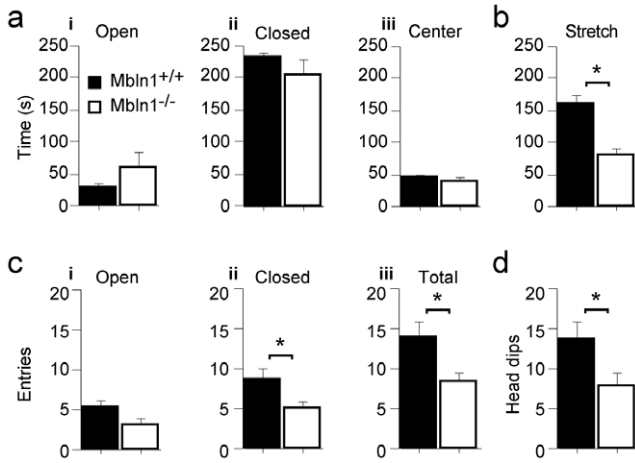 a
i
Open
ii
Closed
iii
Center
b
Stretch
Time (s)
250
200
150
100
50
0
Mbln1+/+
Mbln1-/-
250
200
150
100
50
0
250
200
150
100
50
0
250
200
150
100
50
0
*
c
i
Open
ii
Closed
iii
Total
d
Entries
20
15
10
5
0
20
15
10
5
0
*
20
15
10
5
0
*
Head dips
20
15
10
5
0
*